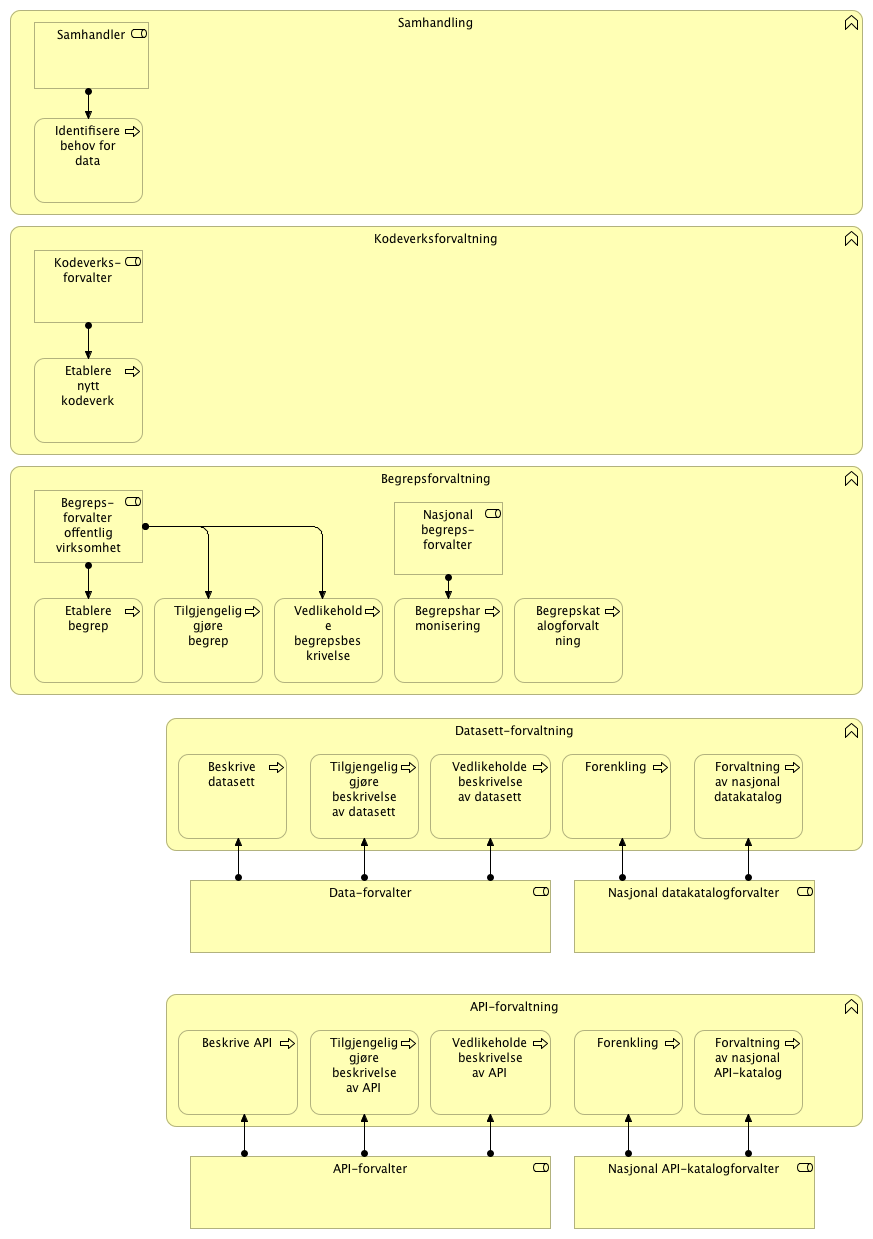 Samhandling
Samhandler
Identifisere
behov for
data
Kodeverksforvaltning
Kodeverks-
forvalter
Etablere
nytt
kodeverk
Begrepsforvaltning
Begreps-
forvalter
offentlig
virksomhet
Nasjonal
begreps-
forvalter
Etablere
begrep
Tilgjengelig
gjøre
begrep
Vedlikehold
e
begrepsbes
krivelse
Begrepshar
monisering
Begrepskat
alogforvalt
ning
Datasett-forvaltning
Beskrive
datasett
Tilgjengelig
gjøre
beskrivelse
av datasett
Vedlikeholde
beskrivelse
av datasett
Forenkling
Forvaltning
av nasjonal
datakatalog
Data-forvalter
Nasjonal datakatalogforvalter
API-forvaltning
Beskrive API
Tilgjengelig
gjøre
beskrivelse
av API
Vedlikeholde
beskrivelse
av API
Forenkling
Forvaltning
av nasjonal
API-katalog
API-forvalter
Nasjonal API-katalogforvalter